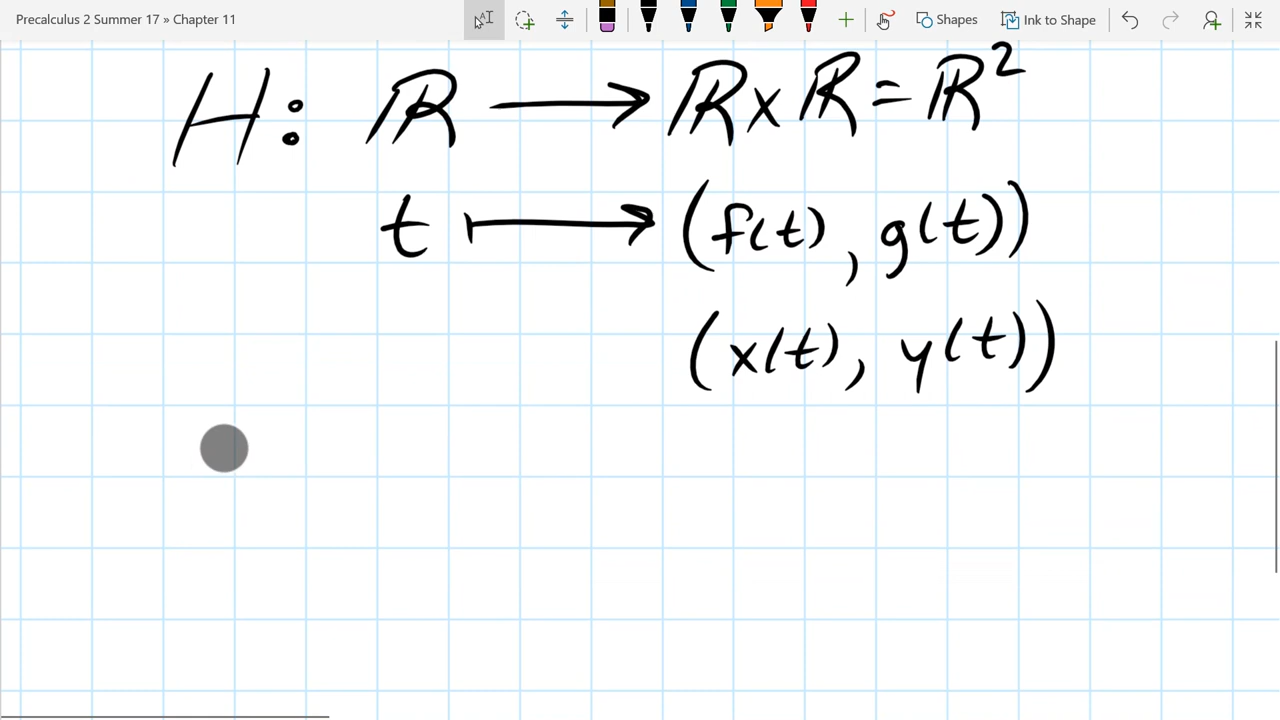 Precalculus 2 Summer 17 » Chapter 11 Shapes Ink to Shape
H: ℝ → ℝ x ℝ = ℝ²
t ↦ (f(t), g(t))
(x(t), y(t))